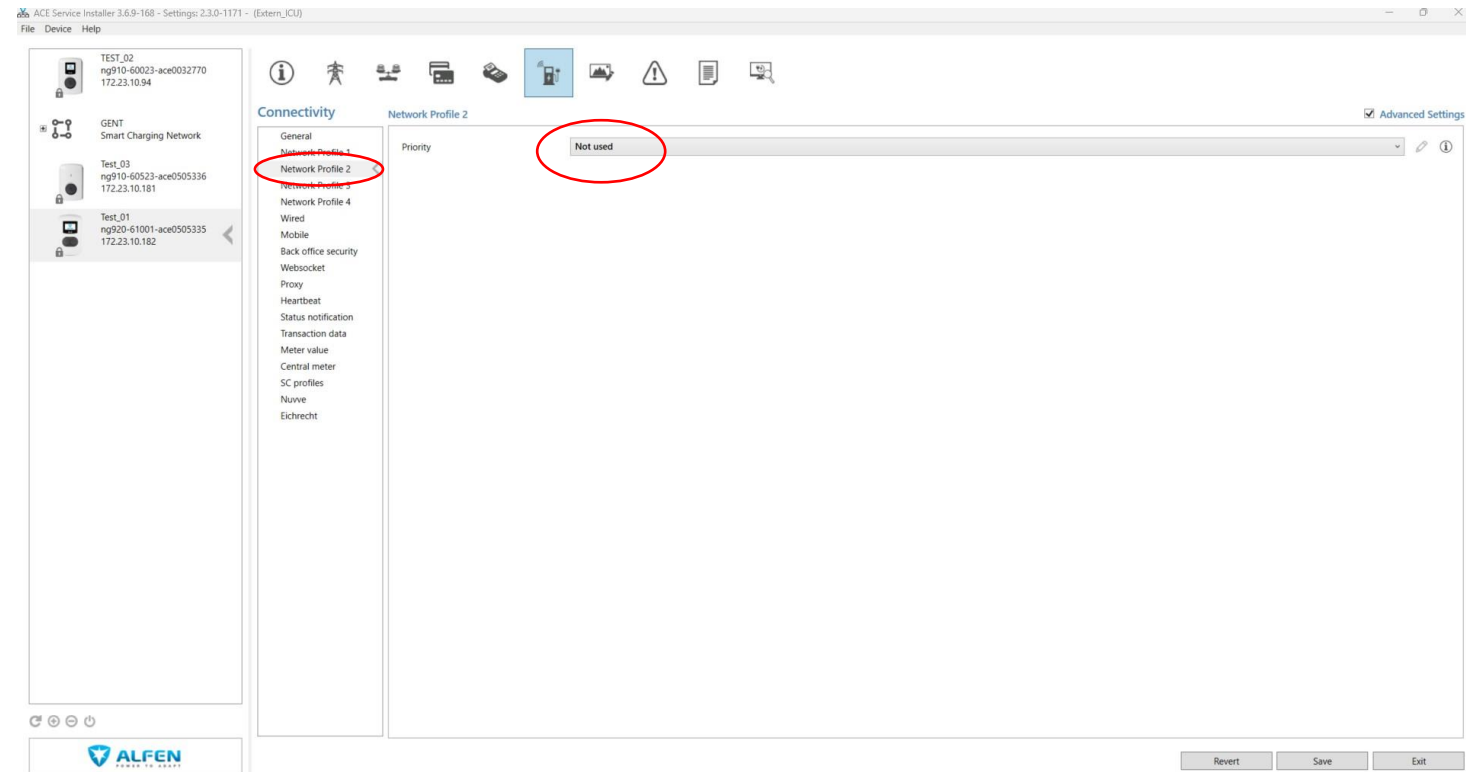 ACE Service Installer 3.6.9-168 - Settings: 2.3.0-1171 - (Extern_ICU)
File Device Help
TEST_02
ng910-60023-ace0032770
172.23.10.94
GENT
Smart Charging Network
Test_03
ng910-60523-ace0505336
172.23.10.181
Test_01
ng920-61001-ace0505335
172.23.10.182
Connectivity
General
Network Profile 1
Network Profile 2
Network Profile 3
Network Profile 4
Wired
Mobile
Back office security
Websocket
Proxy
Heartbeat
Status notification
Transaction data
Meter value
Central meter
SC profiles
Nuvve
Eichrecht
Network Profile 2
Advanced Settings
Priority
Not used
ALFEN
POWER TO ADAPT
Revert Save Exit